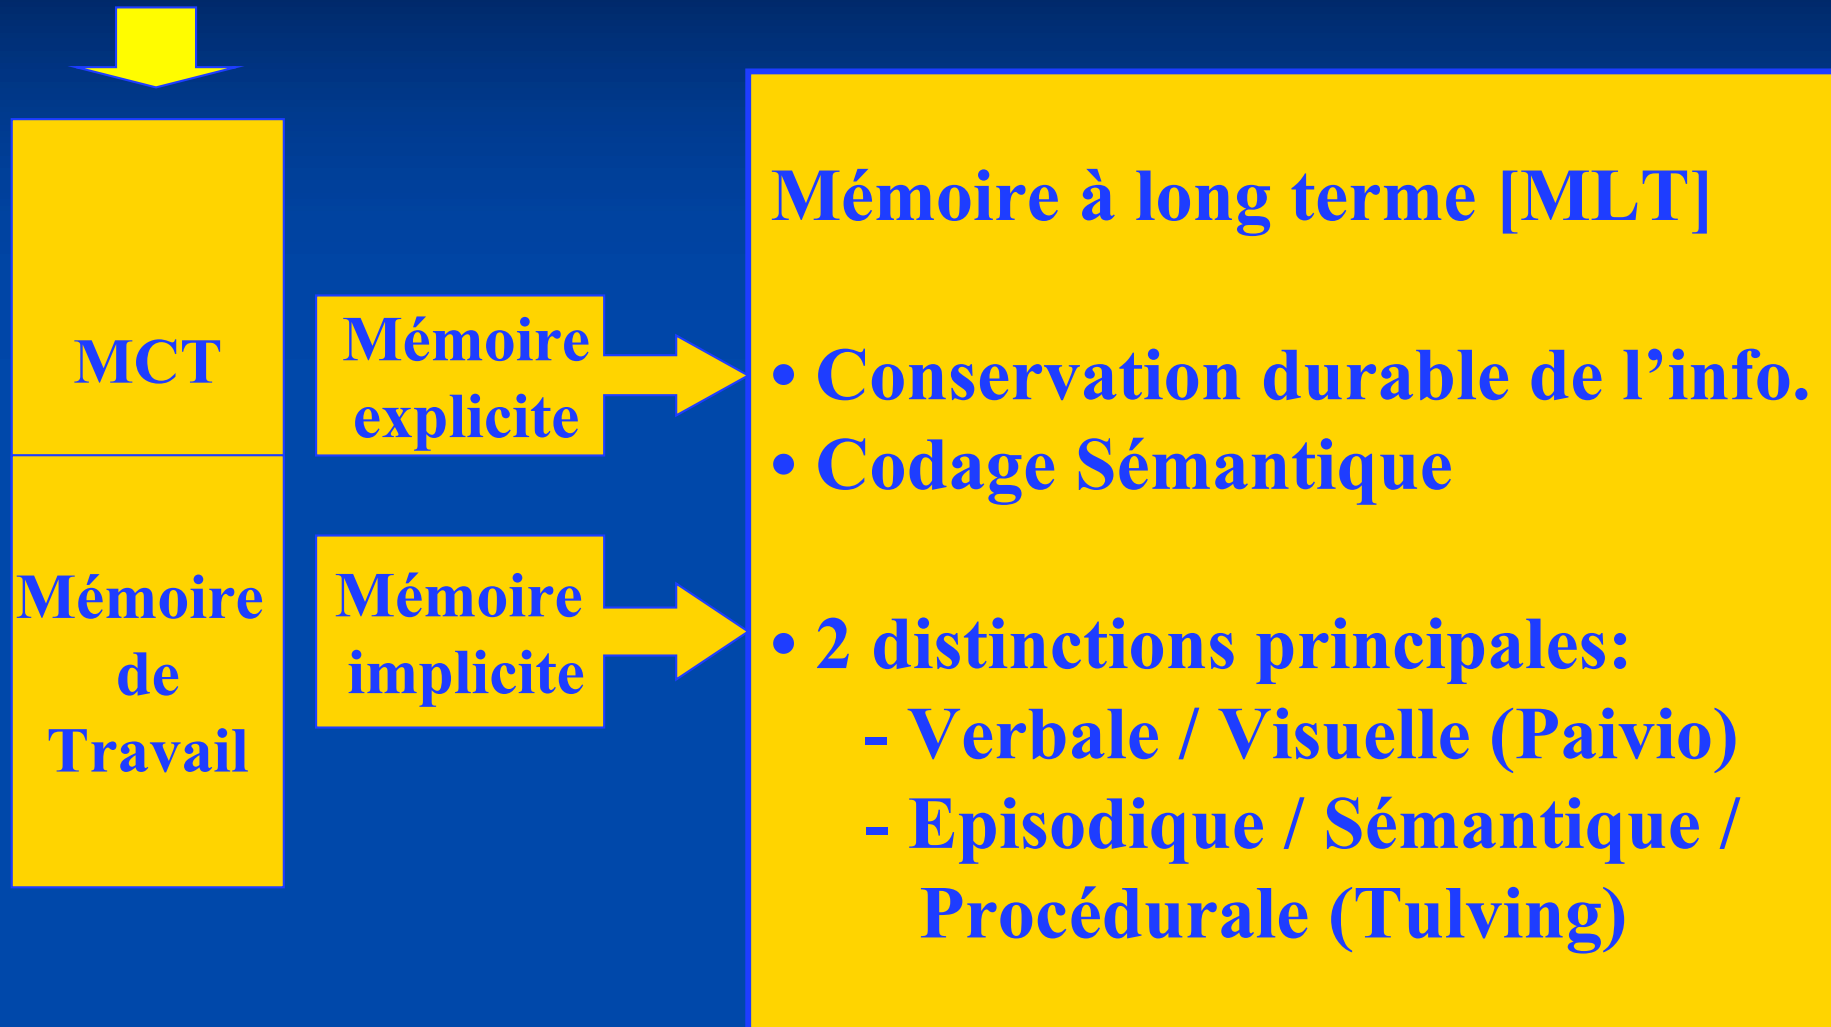 MCT
Mémoire
de
Travail
Mémoire
explicite
Mémoire
implicite
Mémoire à long terme [MLT]
• Conservation durable de l’info.
• Codage Sémantique
• 2 distinctions principales:
- Verbale / Visuelle (Paivio)
- Episodique / Sémantique /
Procédurale (Tulving)